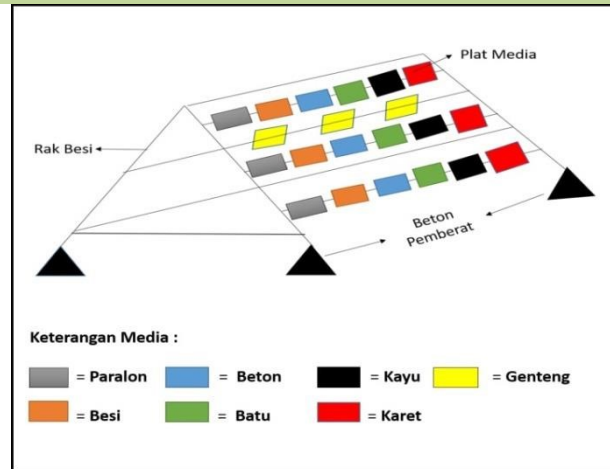 Plat Media
Rak Besi
Beton
Pemberat
Keterangan Media :
= Paralon
= Beton
= Kayu
= Genteng
= Besi
= Batu
= Karet